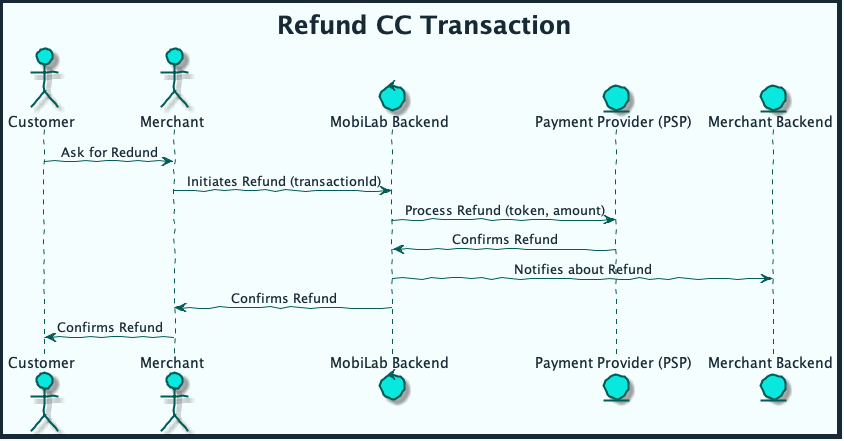 Refund CC Transaction
Customer Merchant MobiLab Backend Payment Provider (PSP) Merchant Backend
Ask for Redund
Initiates Refund (transactionId)
Process Refund (token, amount)
Confirms Refund
Notifies about Refund
Confirms Refund
Confirms Refund
Customer Merchant MobiLab Backend Payment Provider (PSP) Merchant Backend